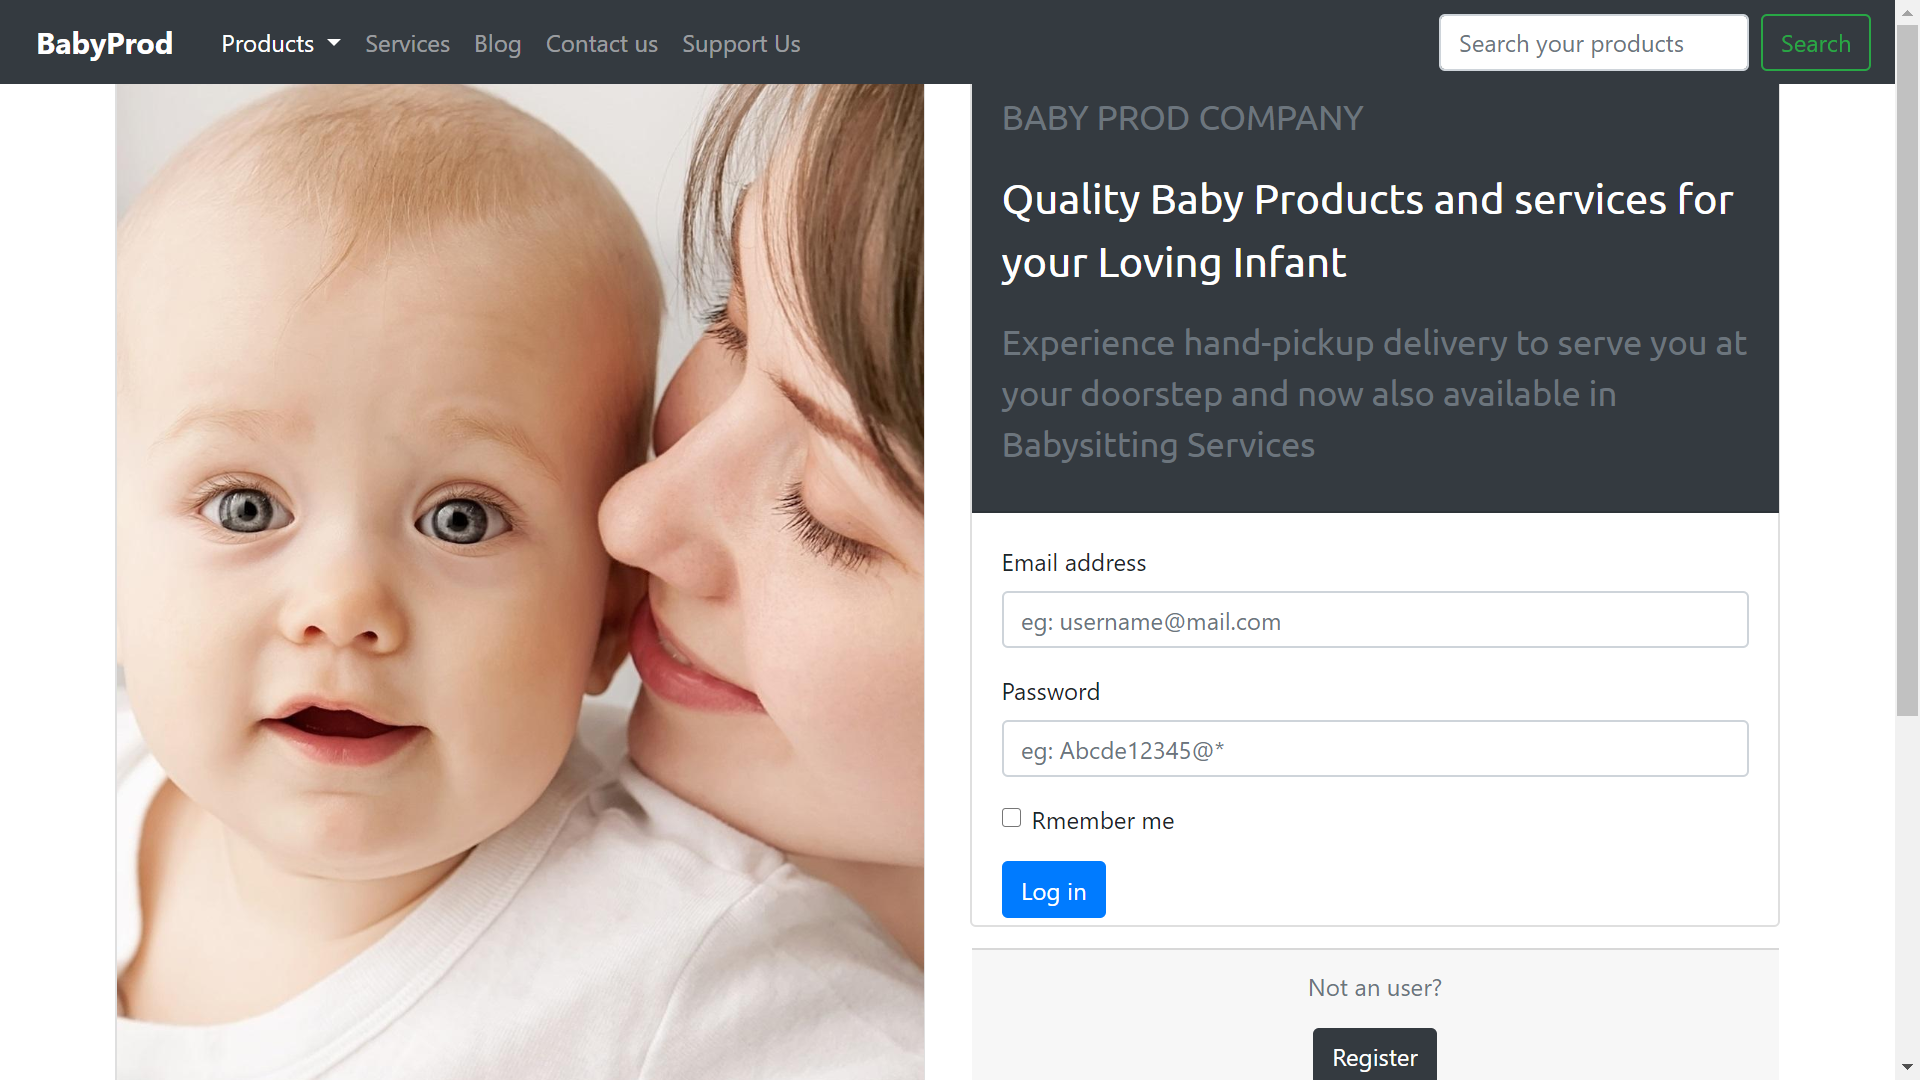 BabyProd Products Services Blog Contact us Support Us Search your products Search
BABY PROD COMPANY
Quality Baby Products and services for
your Loving Infant
Experience hand-pickup delivery to serve you at
your doorstep and now also available in
Babysitting Services
Email address
eg: username@mail.com
Password
eg: Abcde12345@*
Rmember me
Log in
Not an user?
Register